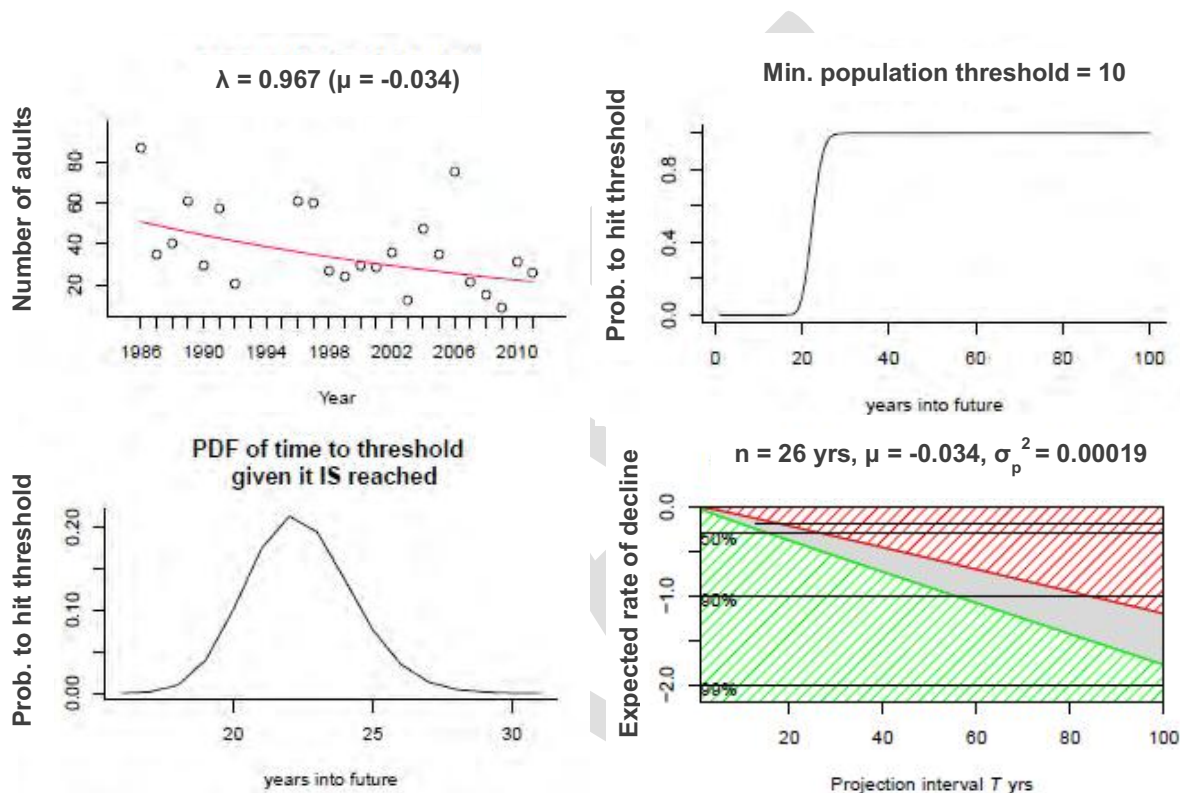 λ = 0.967 (μ = -0.034)
Number of adults
80
60
40
20
1986 1990 1994 1998 2002 2006 2010
Year
Min. population threshold = 10
Prob. to hit threshold
0.8
0.4
0.0
0 20 40 60 80 100
years into future
PDF of time to threshold
given it IS reached
Prob. to hit threshold
0.20
0.10
0.00
20 25 30
years into future
n = 26 yrs, μ = -0.034, σp² = 0.00019
Expected rate of decline
0.0
-1.0
-2.0
50%
90%
99%
0 20 40 60 80 100
Projection interval T yrs